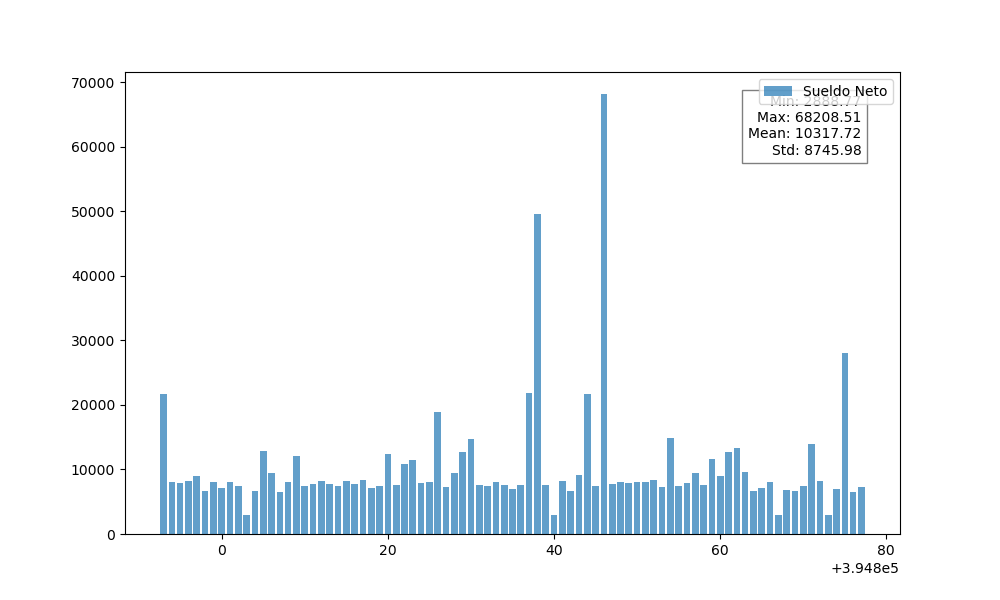 70000
60000
50000
40000
30000
20000
10000
0
Sueldo Neto
Min: 2888.77
Max: 68208.51
Mean: 10317.72
Std: 8745.98
0 20 40 60 80
+3.948e5